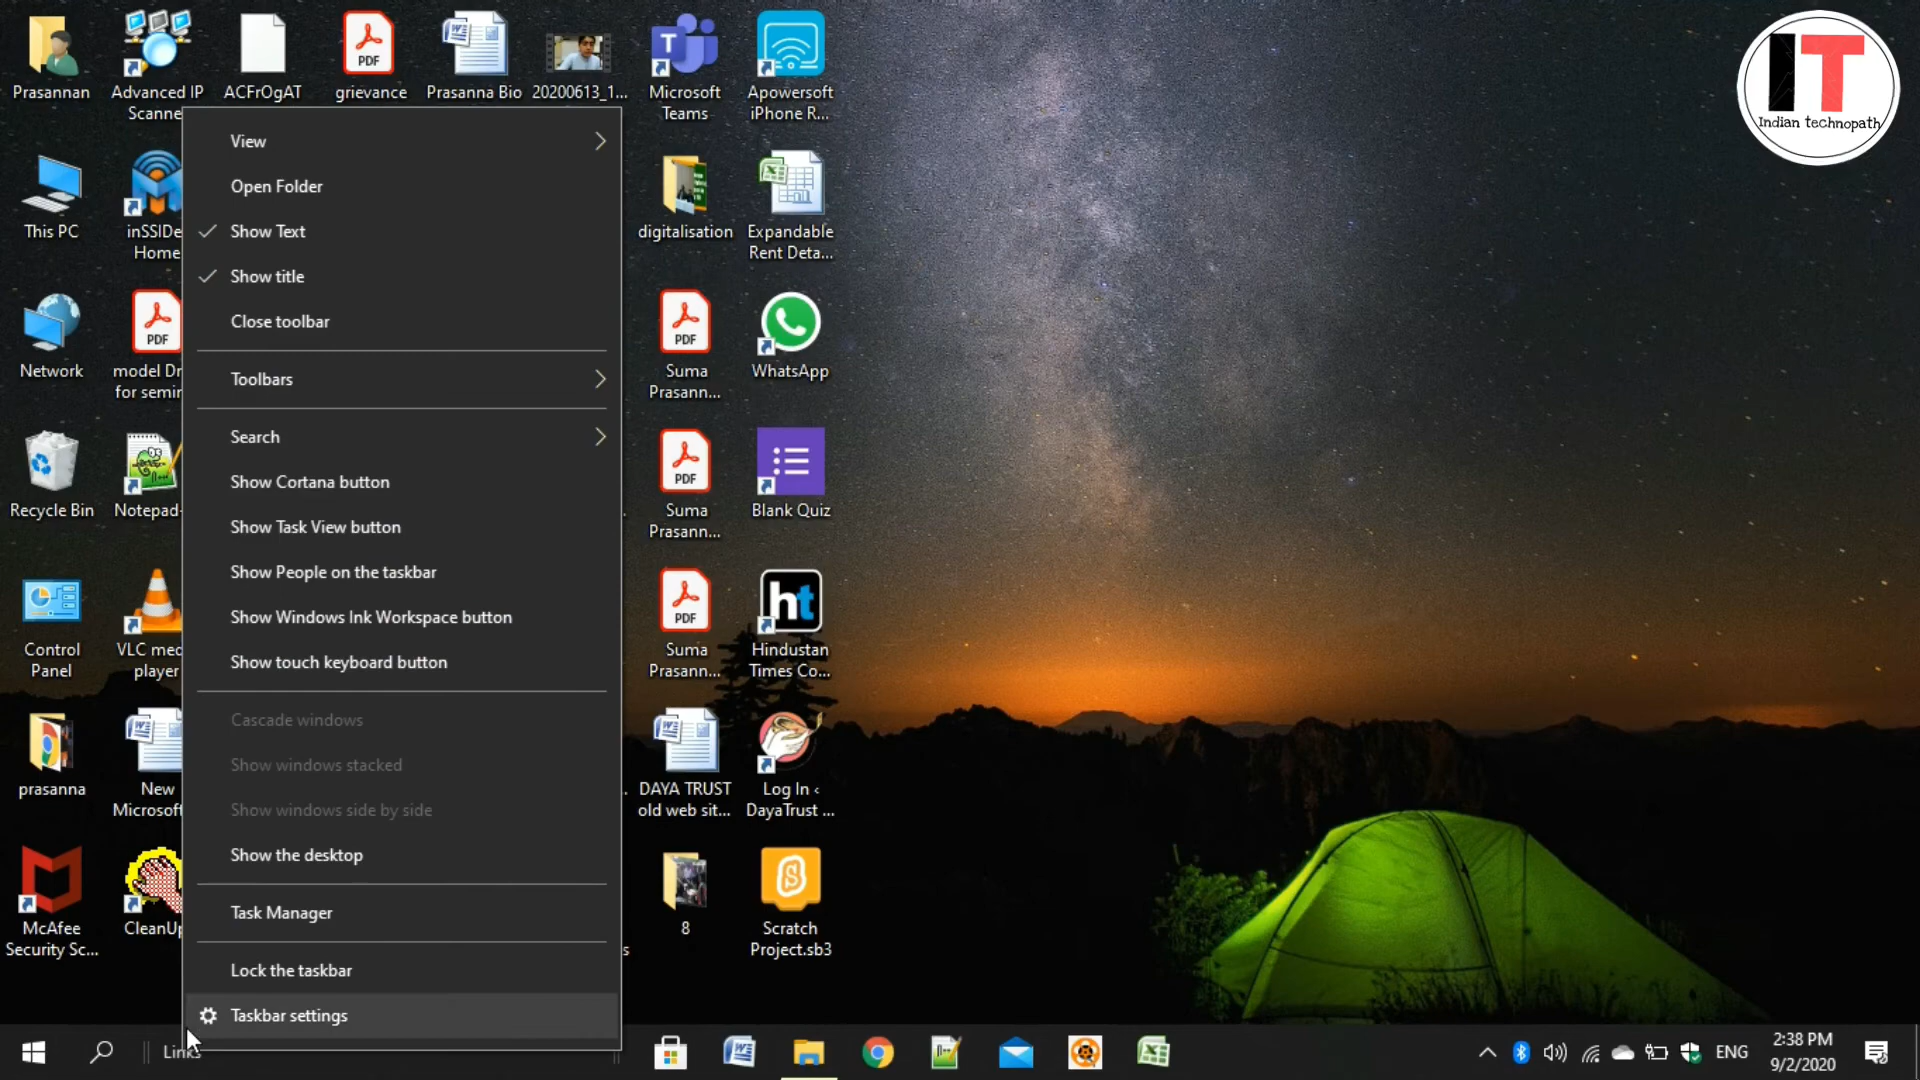 Prasannan
Advanced IP
Scanne
ACFrOgAT
grievance
Prasanna Bio
20200613_1...
Microsoft
Teams
Apowersoft
iPhone R...
IT
Indian technopath
This PC
inSSIDe
Home
digitalisation
Expandable
Rent Deta...
Network
PDF
model Dr
for semin
PDF
Suma
Prasann...
WhatsApp
Recycle Bin
Notepad
PDF
Suma
Prasann...
Blank Quiz
Control
Panel
VLC med
player
PDF
Suma
Prasann...
ht
Hindustan
Times Co...
prasanna
New
Microsoft
DAYA TRUST
old web sit...
Log In ‹
DayaTrust ...
McAfee
Security Sc...
CleanUp
8
Scratch
Project.sb3
View
Open Folder
Show Text
Show title
Close toolbar
Toolbars
Search
Show Cortana button
Show Task View button
Show People on the taskbar
Show Windows Ink Workspace button
Show touch keyboard button
Cascade windows
Show windows stacked
Show windows side by side
Show the desktop
Task Manager
Lock the taskbar
Taskbar settings
Links
ENG
2:38 PM
9/2/2020